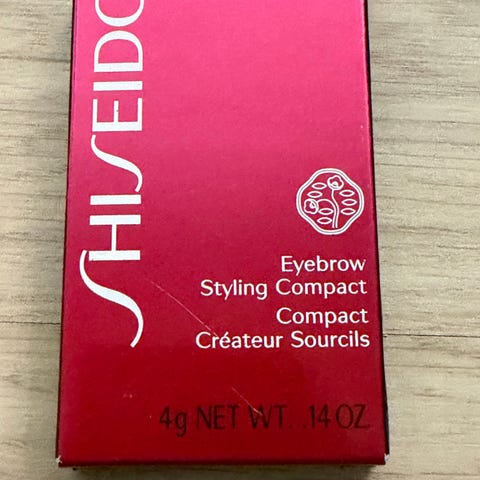 SHISEIDO
Eyebrow
Styling Compact
Compact
Créateur Sourcils
4g NET WT. .14 OZ.